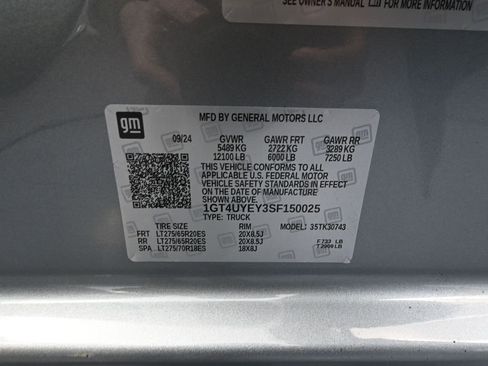 SEE OWNER'S MANUAL FOR MORE INFORMATION
gm
MFD BY GENERAL MOTORS LLC
09/24 GVWR GAWR FRT GAWR RR
5489 KG 2722 KG 3289 KG
12100 LB 6000 LB 7250 LB
THIS VEHICLE CONFORMS TO ALL
APPLICABLE U.S. FEDERAL MOTOR
VEHICLE SAFETY STANDARDS IN
EFFECT ON THE DATE OF
MANUFACTURE SHOWN ABOVE.
1GT4UYEY3SF150025
TYPE: TRUCK
TIRE SIZE RIM 35TK30743
FRT LT275/65R20ES 20X8.5J
RR LT275/65R20ES 20X8.5J F 733 LB
SPA LT275/70R18ES 18X8J